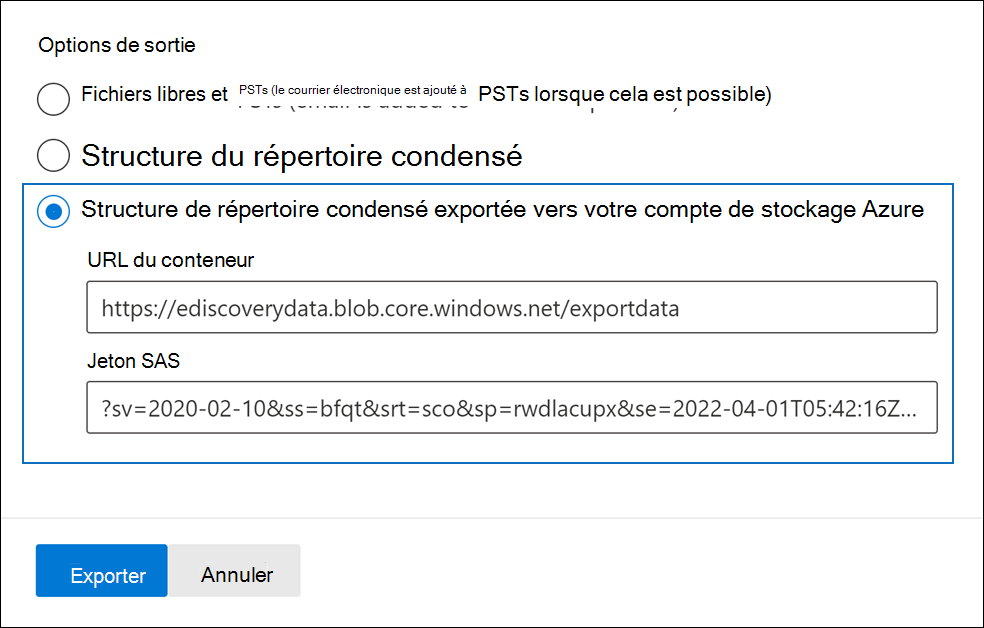 Options de sortie
Fichiers libres et PSTs (le courrier électronique est ajouté à PSTs lorsque cela est possible)
Structure du répertoire condensé
Structure de répertoire condensé exportée vers votre compte de stockage Azure
URL du conteneur
https://ediscoverydata.blob.core.windows.net/exportdata
Jeton SAS
?sv=2020-02-10&ss=bfqt&srt=sco&sp=rwdlacupx&se=2022-04-01T05:42:16Z...
Exporter Annuler